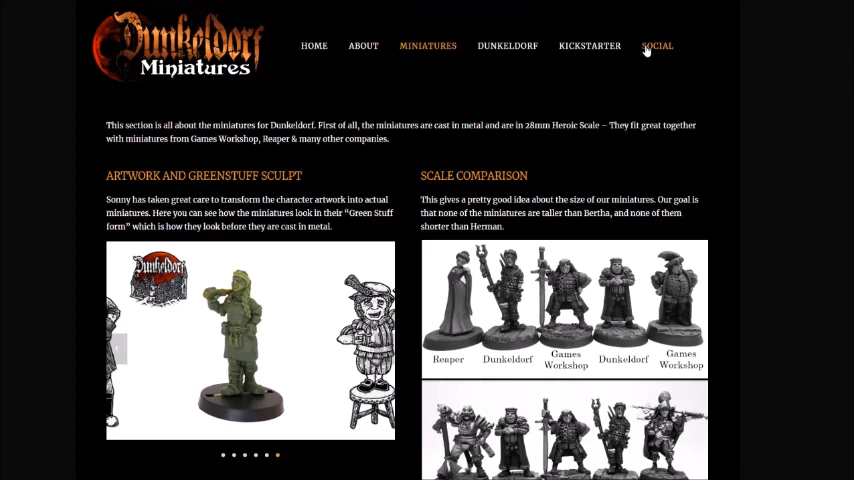 Dunkeldorf
Miniatures
HOME ABOUT MINIATURES DUNKELDORF KICKSTARTER SOCIAL
This section is all about the miniatures for Dunkeldorf. First of all, the miniatures are cast in metal and are in 28mm Heroic Scale – They fit great together
with miniatures from Games Workshop, Reaper & many other companies.
ARTWORK AND GREENSTUFF SCULPT
Sonny has taken great care to transform the character artwork into actual
miniatures. Here you can see how the miniatures look in their “Green Stuff
form” which is how they look before they are cast in metal.
Dunkeldorf
SCALE COMPARISON
This gives a pretty good idea about the size of our miniatures. Our goal is
that none of the miniatures are taller than Bertha, and none of them
shorter than Herman.
Reaper Dunkeldorf Games Workshop Dunkeldorf Games Workshop